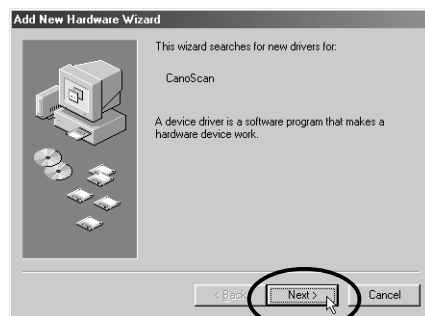 Add New Hardware Wizard
This wizard searches for new drivers for:
CanoScan
A device driver is a software program that makes a
hardware device work.
< Back
Next >
Cancel